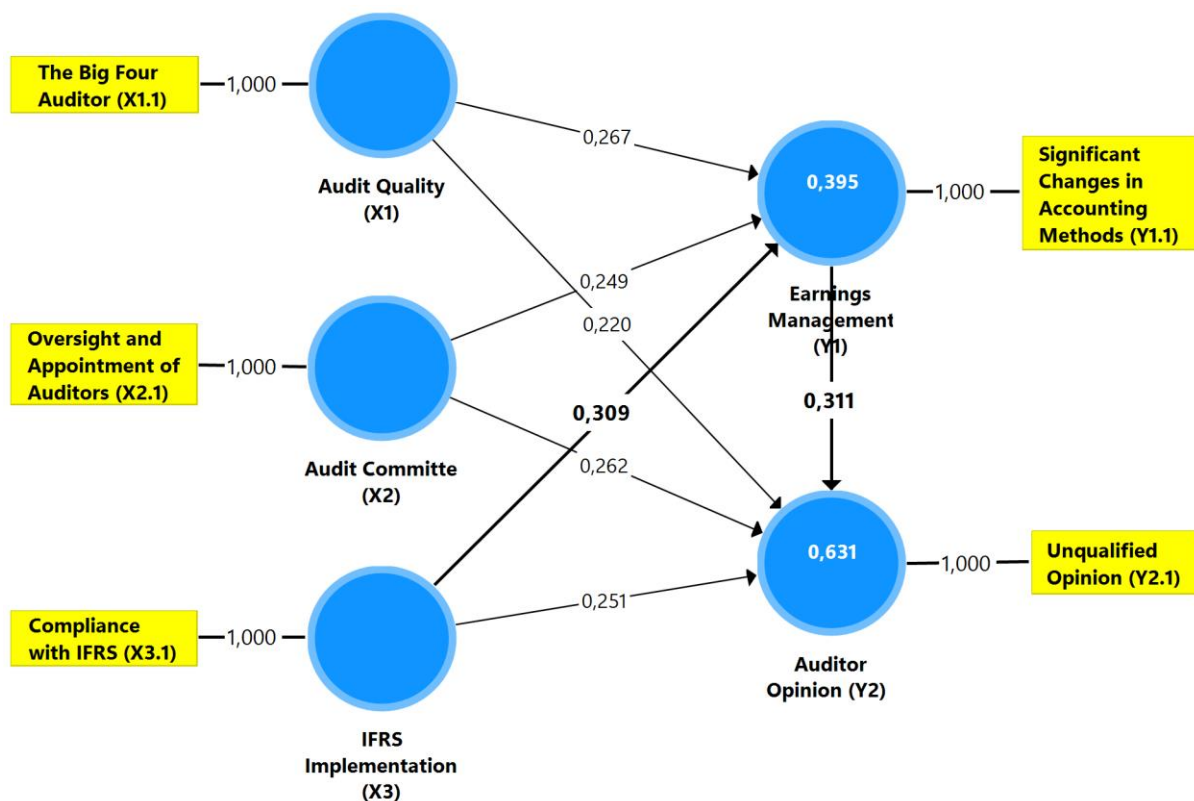 The Big Four
Auditor (X1.1)
1,000
Audit Quality
(X1)
Oversight and
Appointment of
Auditors (X2.1)
1,000
Audit Committe
(X2)
Compliance
with IFRS (X3.1)
1,000
IFRS
Implementation
(X3)
0,267
0,249
0,220
0,309
0,262
0,251
0,395
Earnings
Management
(Y1)
0,311
0,631
Auditor
Opinion (Y2)
1,000
Significant
Changes in
Accounting
Methods (Y1.1)
1,000
Unqualified
Opinion (Y2.1)